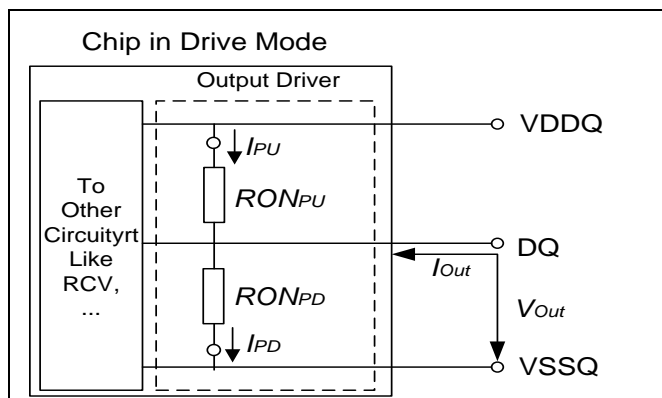 Chip in Drive Mode
Output Driver
VDDQ
IPU
RONPU
To
Other
Circuityrt
Like
RCV,
...
DQ
IOut
RONPD
VOut
IPD
VSSQ